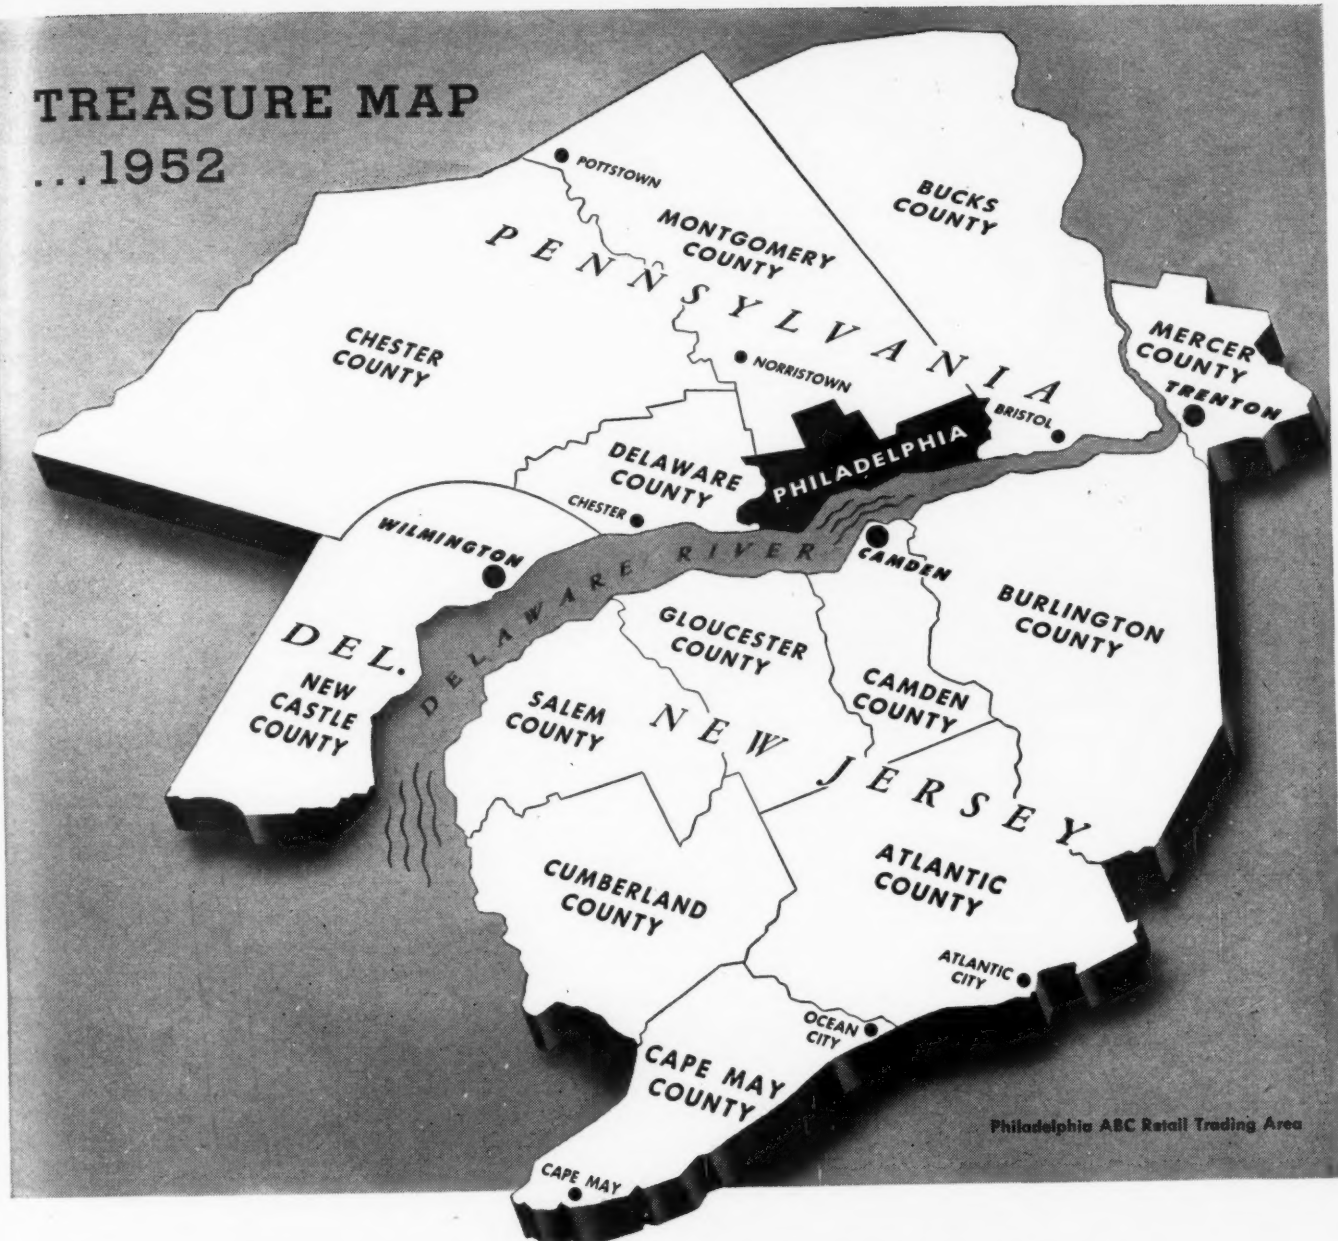 TREASURE MAP
...1952
POTTSTOWN
BUCKS
COUNTY
MONTGOMERY
COUNTY
PENNSYLVANIA
CHESTER
COUNTY
NORRISTOWN
MERCER
COUNTY
TRENTON
BRISTOL
PHILADELPHIA
DELAWARE
COUNTY
CHESTER
WILMINGTON
DELAWARE RIVER
CAMDEN
BURLINGTON
COUNTY
DEL.
NEW
CASTLE
COUNTY
GLOUCESTER
COUNTY
CAMDEN
COUNTY
SALEM
COUNTY
NEW JERSEY
CUMBERLAND
COUNTY
ATLANTIC
COUNTY
ATLANTIC
CITY
OCEAN
CITY
CAPE MAY
COUNTY
CAPE MAY
Philadelphia ABC Retail Trading Area